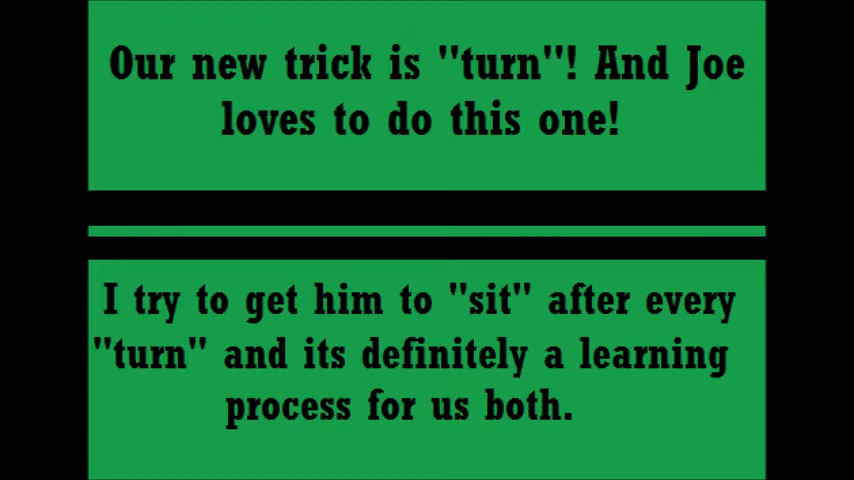 Our new trick is "turn"! And Joe
loves to do this one!
I try to get him to "sit" after every
"turn" and its definitely a learning
process for us both.